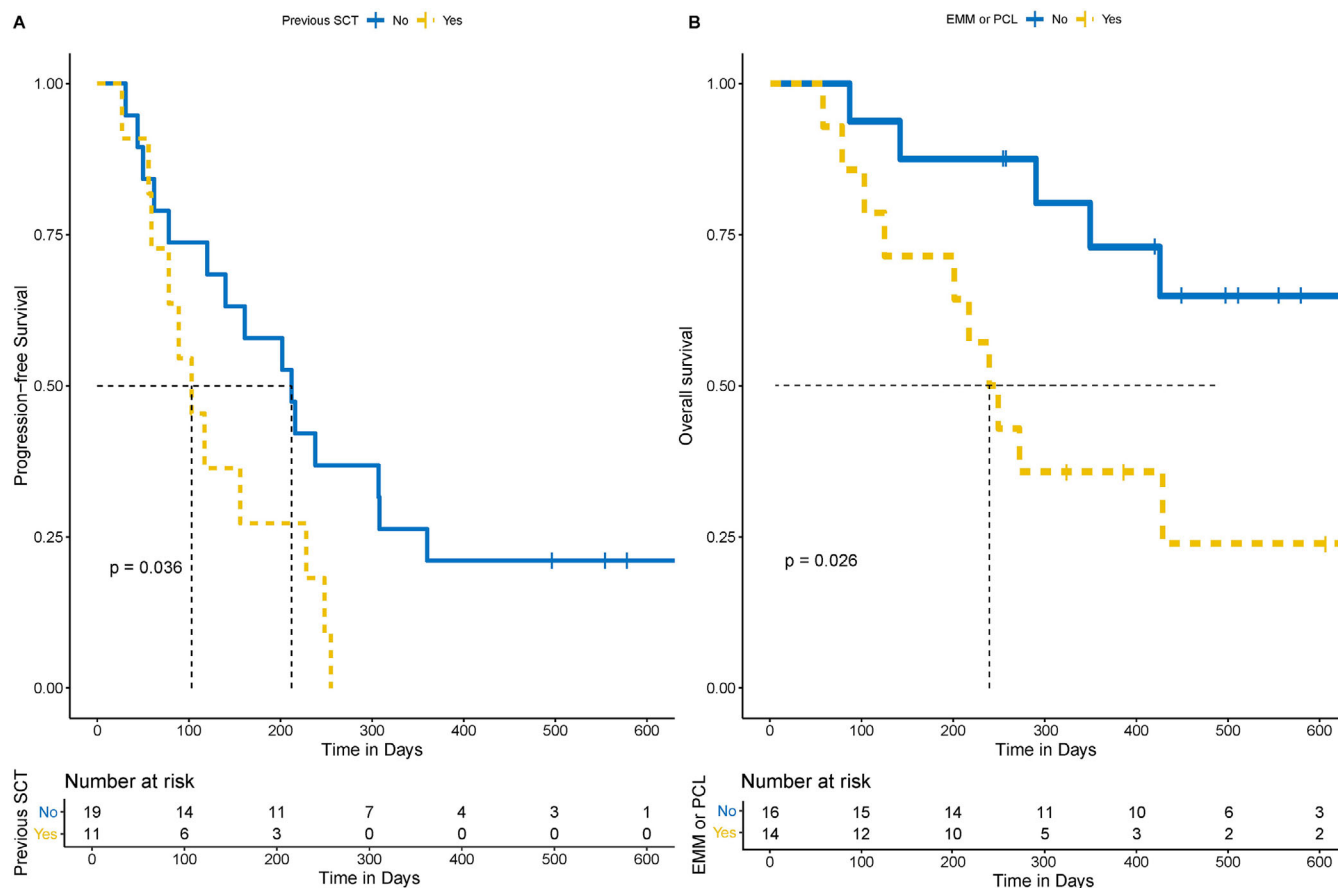 A
Previous SCT No Yes
1.00
0.75
0.50
0.25
0.00
Progression−free Survival
p = 0.036
0 100 200 300 400 500 600
Time in Days
Number at risk
Previous SCT
No 19 14 11 7 4 3 1
Yes 11 6 3 0 0 0 0
0 100 200 300 400 500 600
Time in Days
B
EMM or PCL No Yes
1.00
0.75
0.50
0.25
0.00
Overall survival
p = 0.026
0 100 200 300 400 500 600
Time in Days
Number at risk
EMM or PCL
No 16 15 14 11 10 6 3
Yes 14 12 10 5 3 2 2
0 100 200 300 400 500 600
Time in Days